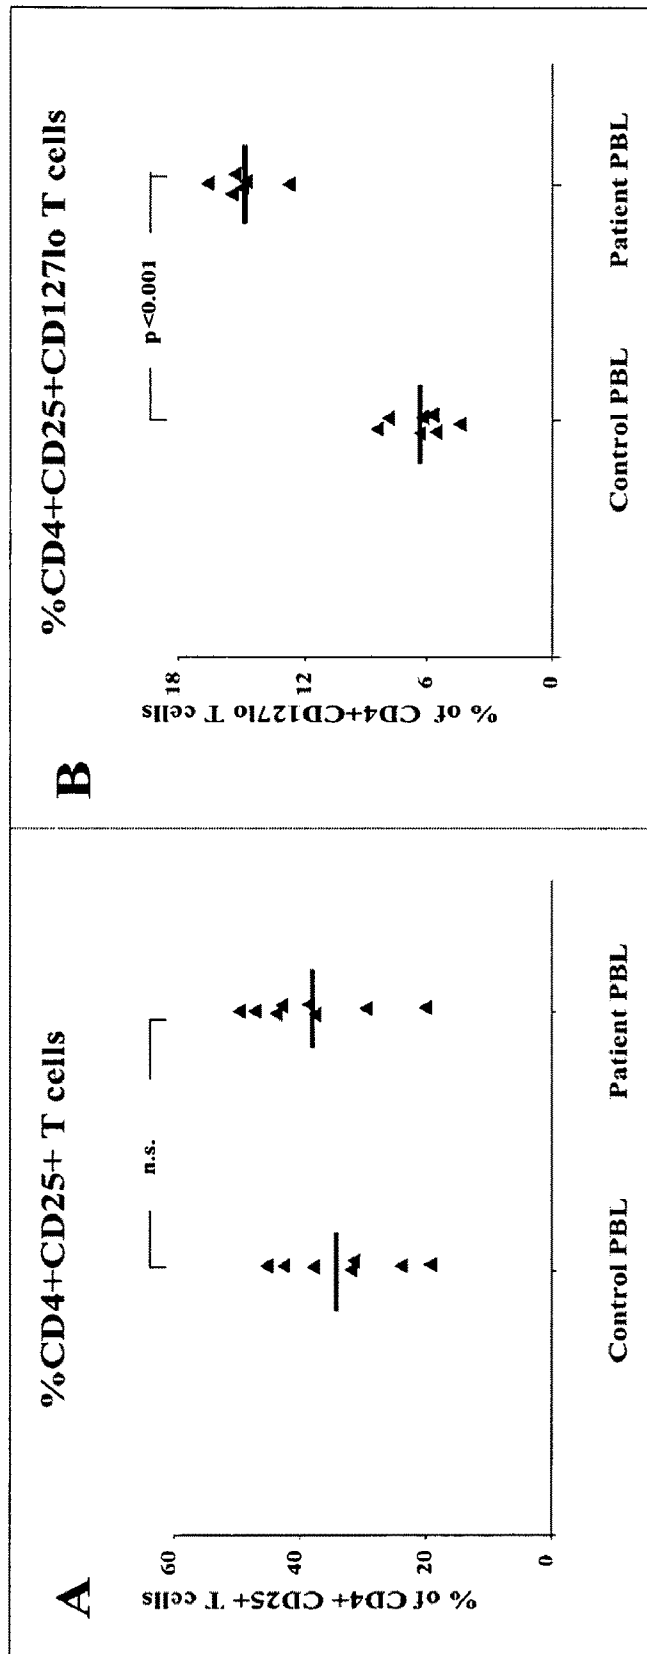 A
%CD4+CD25+ T cells
n.s.
% of CD4+ CD25+ T cells
60
40
20
0
Control PBL
Patient PBL
B
%CD4+CD25+CD127lo T cells
p<0.001
% of CD4+CD127lo T cells
18
12
6
0
Control PBL
Patient PBL